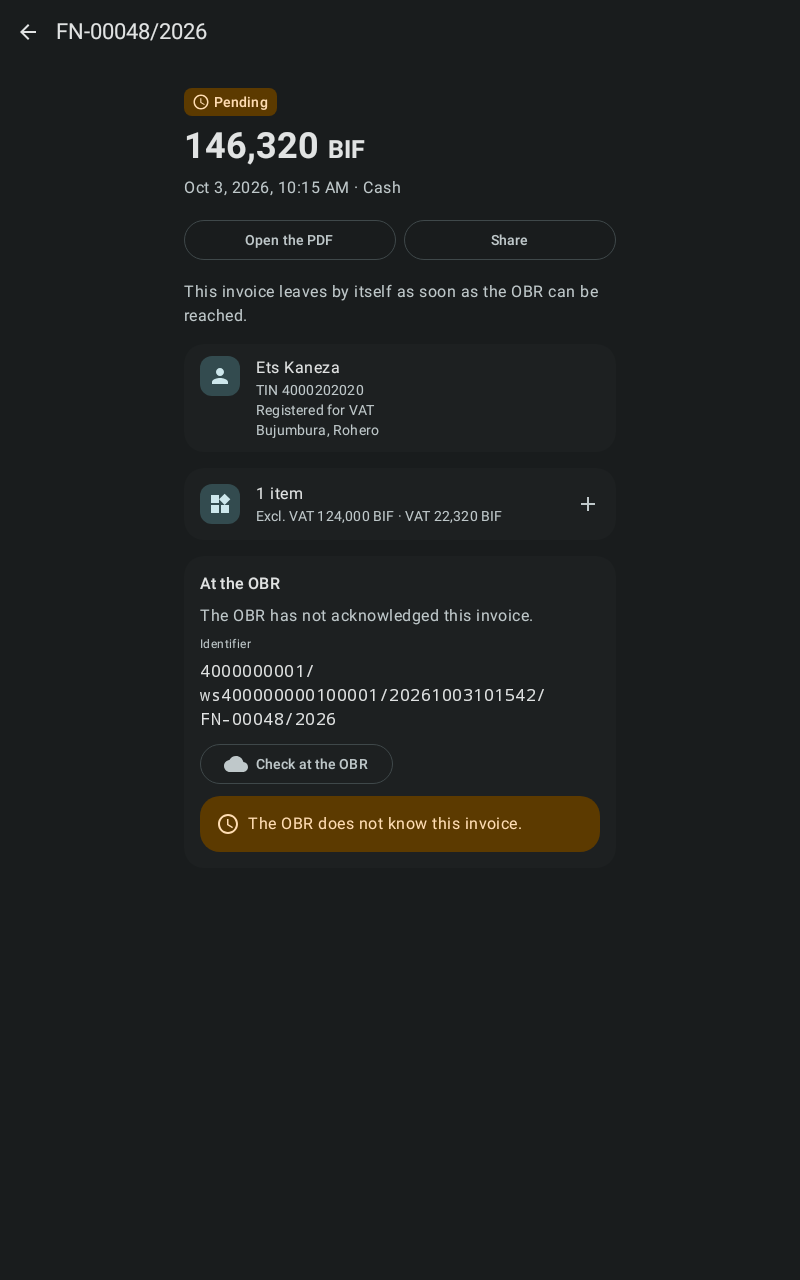 FN-00048/2026
Pending
146,320 BIF
Oct 3, 2026, 10:15 AM · Cash
Open the PDF
Share
This invoice leaves by itself as soon as the OBR can be
reached.
Ets Kaneza
TIN 4000202020
Registered for VAT
Bujumbura, Rohero
1 item
Excl. VAT 124,000 BIF · VAT 22,320 BIF
At the OBR
The OBR has not acknowledged this invoice.
Identifier
4000000001/
ws400000000100001/20261003101542/
FN-00048/2026
Check at the OBR
The OBR does not know this invoice.